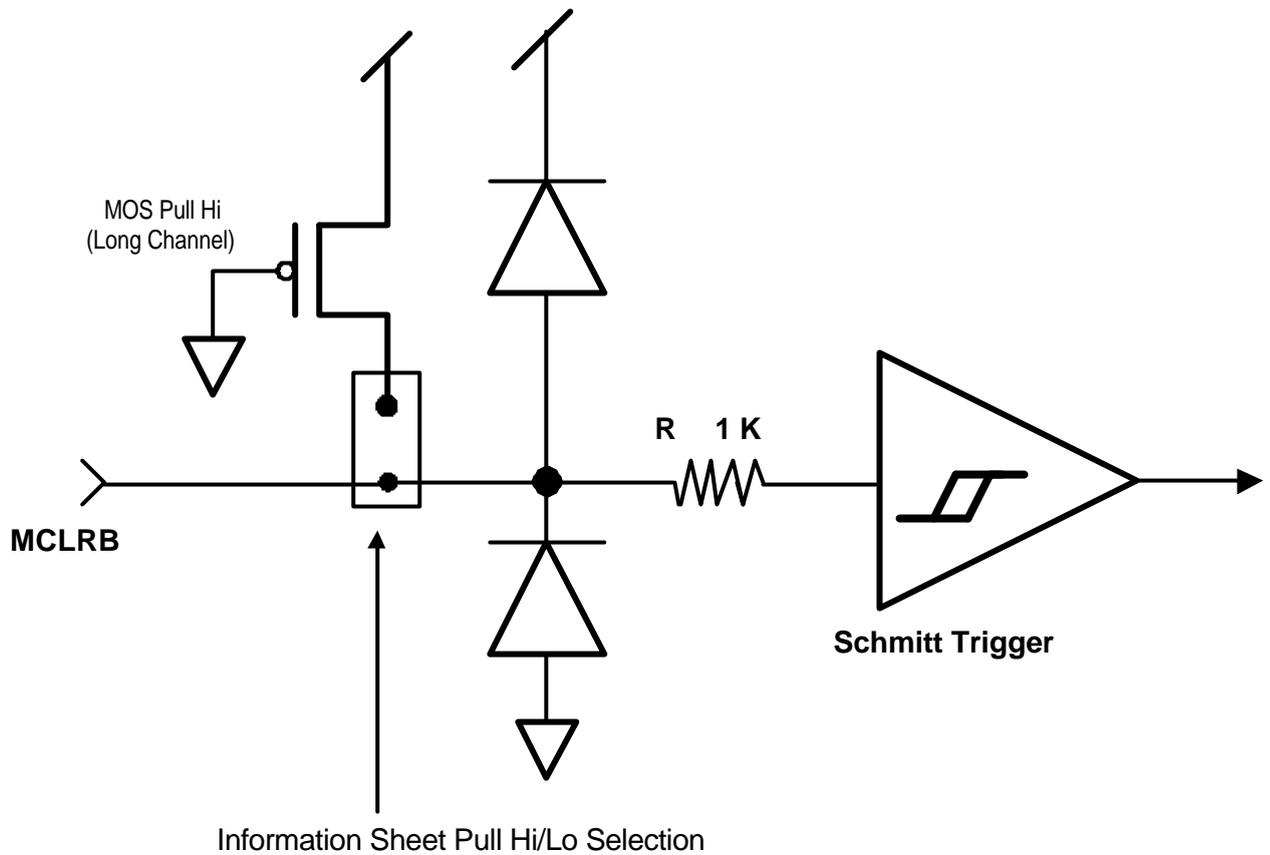 MOS Pull Hi
(Long Channel)
R 1 K
MCLRB
Schmitt Trigger
Information Sheet Pull Hi/Lo Selection